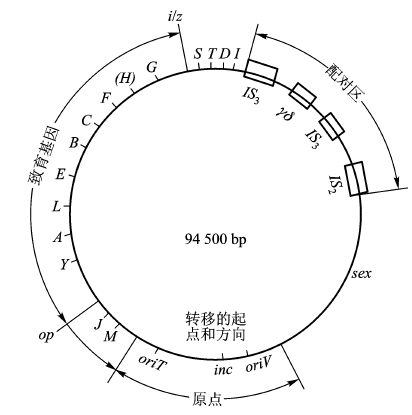 i/z
S T D I
IS3
γδ
IS3
IS2
配对区
sex
94 500 bp
转移的起
点和方向
oriV
inc
oriT
原点
M
J
op
Y
A
L
E
B
C
F
(H)
G
致育基因